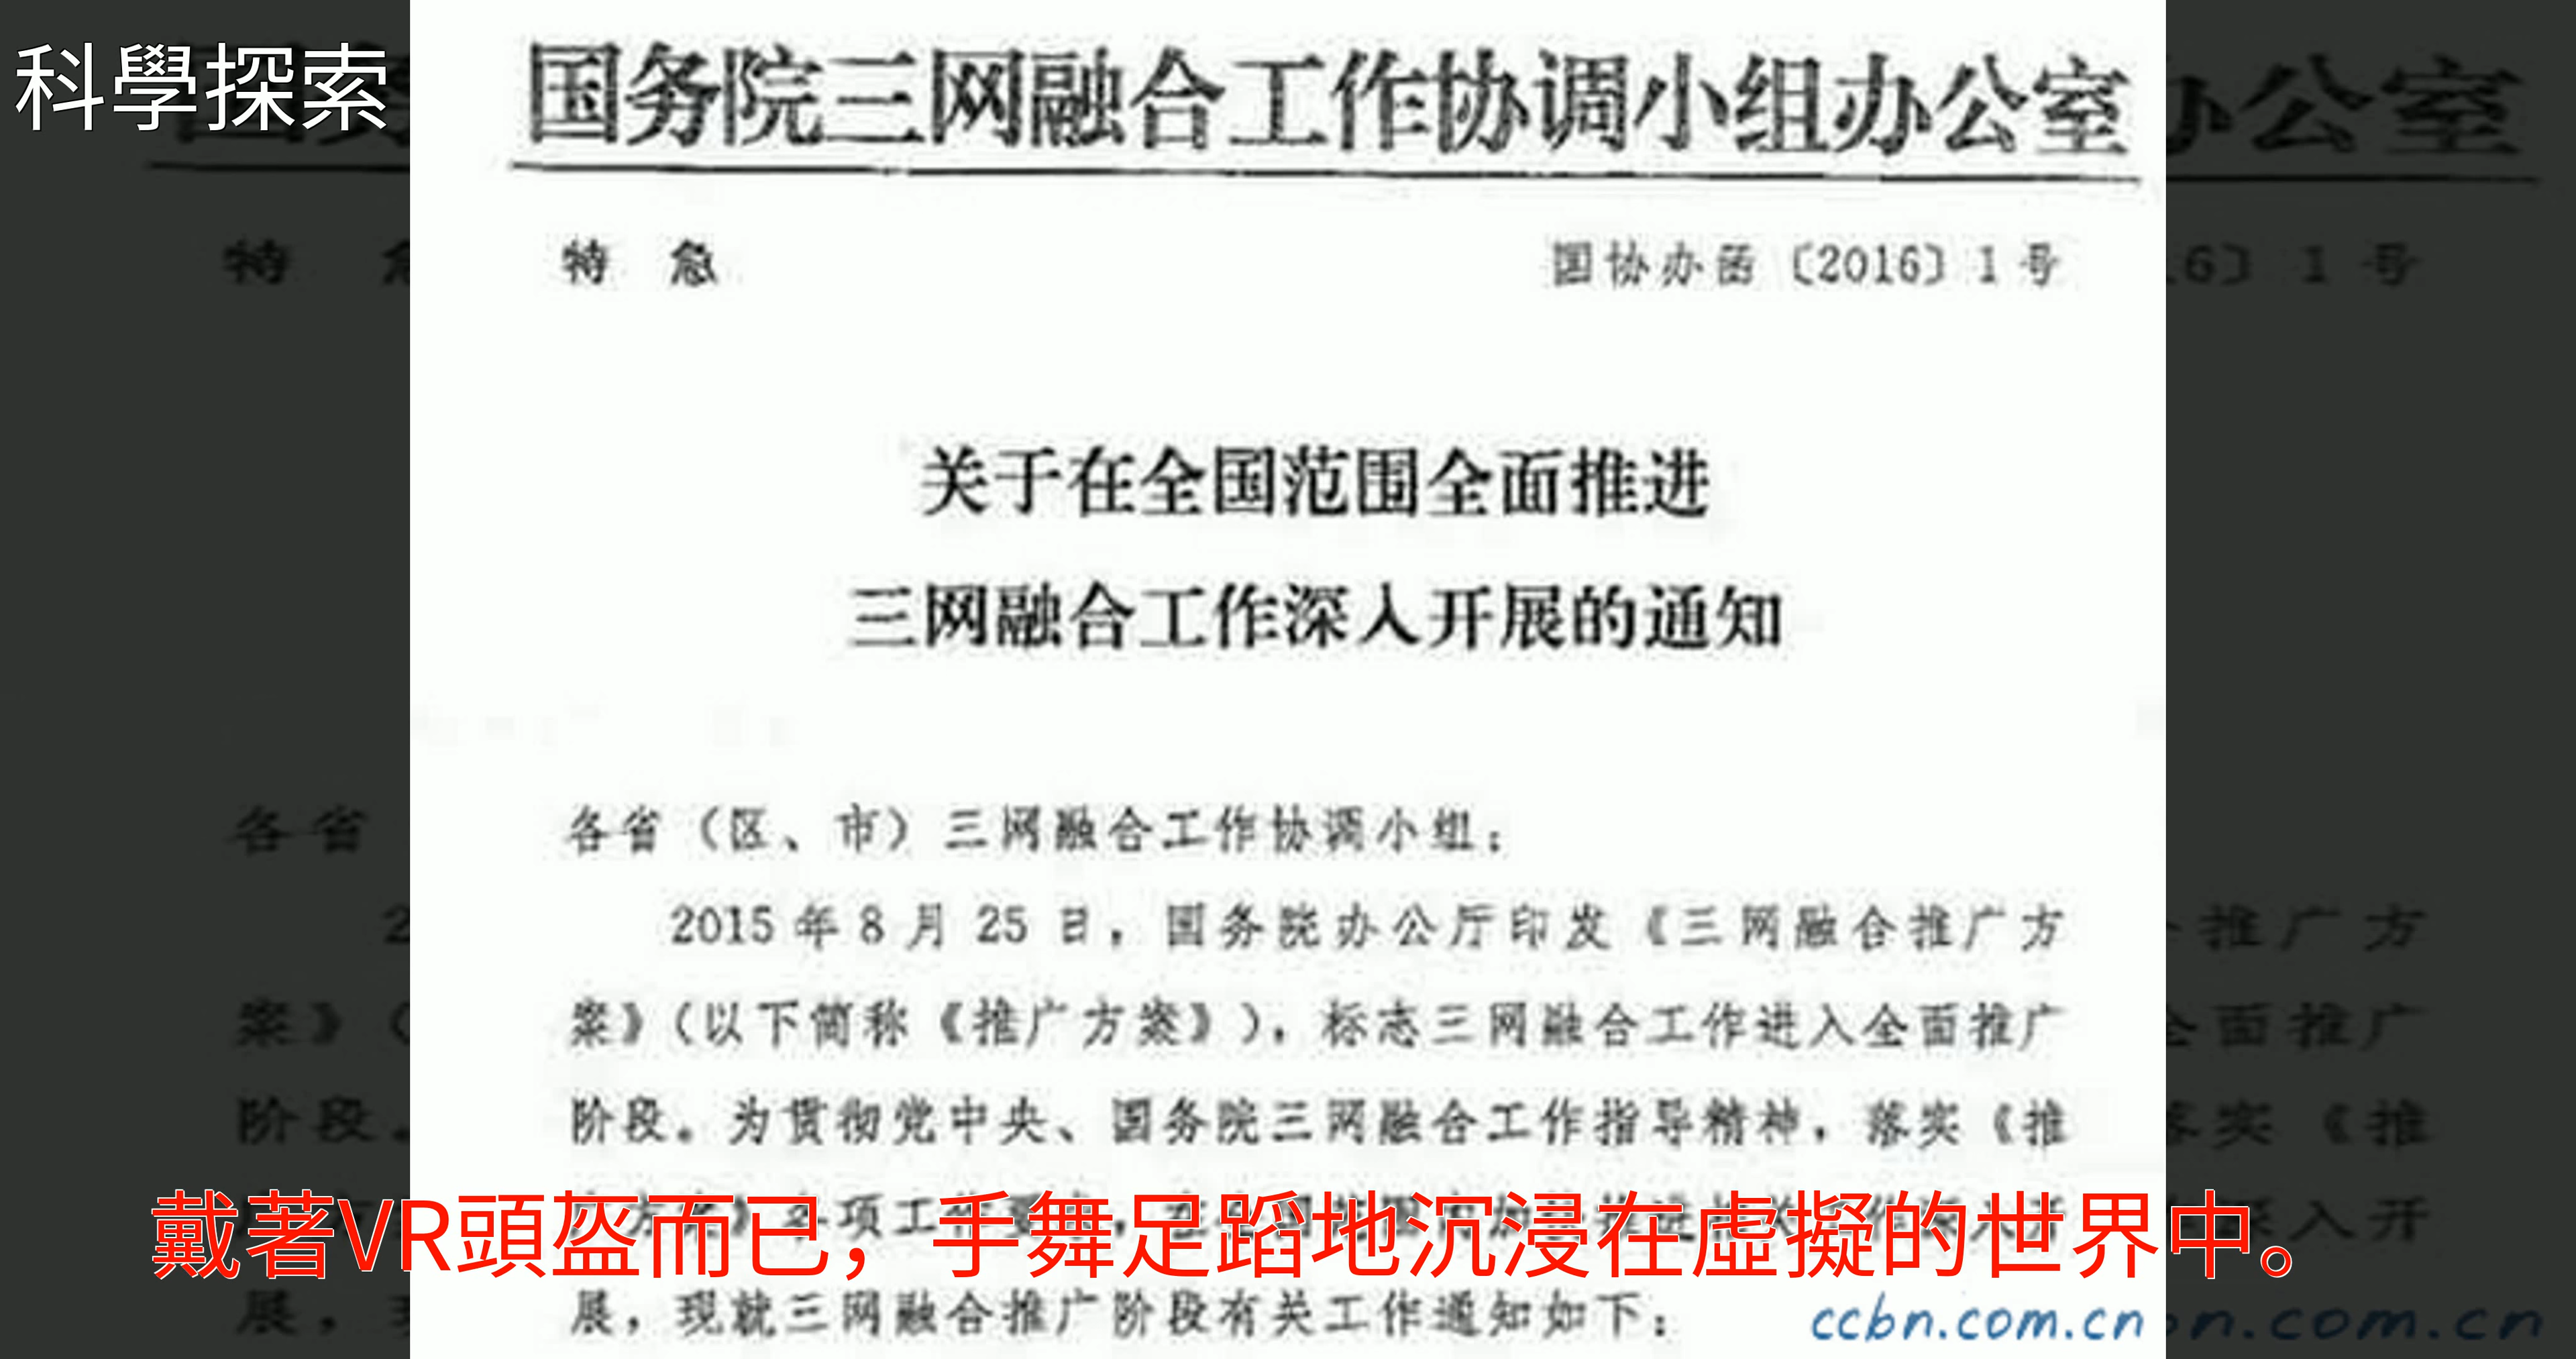 科學探索
国务院三网融合工作协调小组办公室
特 急
国协办函〔2016〕1号
关于在全国范围全面推进
三网融合工作深入开展的通知
各省（区、市）三网融合工作协调小组：
2015年8月25日，国务院办公厅印发《三网融合推广方
案》（以下简称《推广方案》），标志三网融合工作进入全面推广
阶段。为贯彻党中央、国务院三网融合工作指导精神，落实《推
戴著VR頭盔而已，手舞足蹈地沉浸在虛擬的世界中。
展，现就三网融合推广阶段有关工作通知如下：
ccbn.com.cn